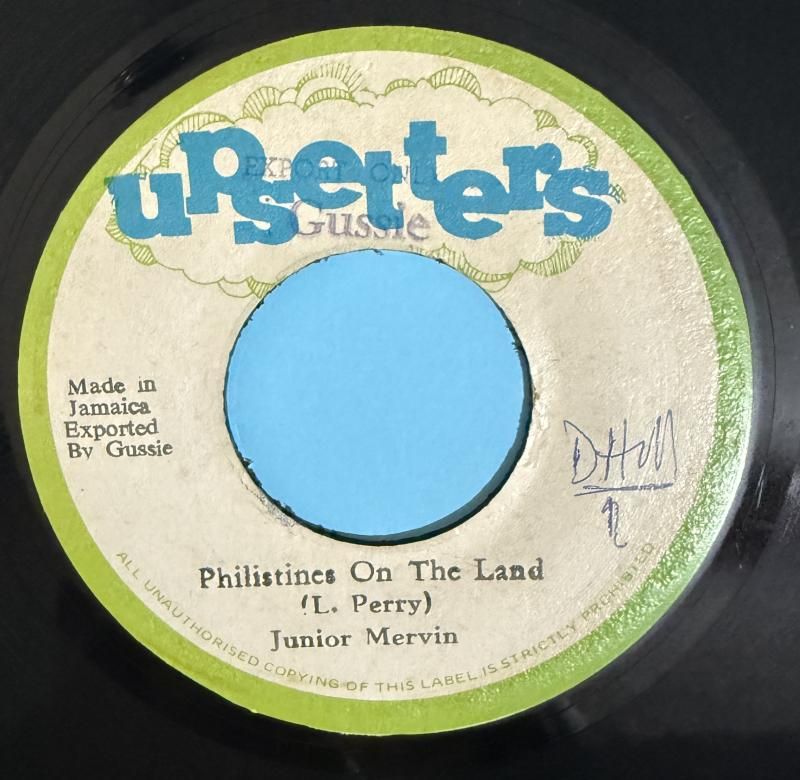 upsetters
EXPORT ONLY
Gussie
Made in
Jamaica
Exported
By Gussie
Philistines On The Land
(L. Perry)
Junior Mervin
ALL UNAUTHORISED COPYING OF THIS LABEL IS STRICTLY PROHIBITED